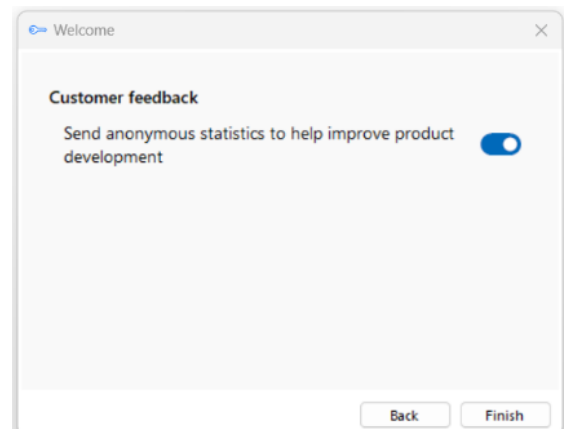 Welcome
Customer feedback
Send anonymous statistics to help improve product
development
Back
Finish